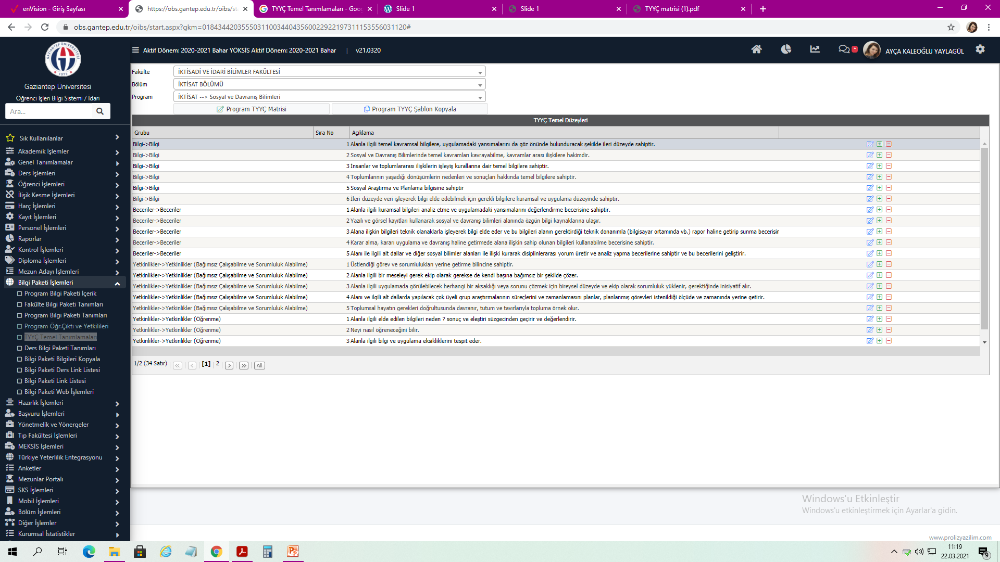 enVision - Giriş Sayfası
https://obs.gantep.edu.tr/oibs/sta
TYYÇ Temel Tanımlamaları - Goo
Slide 1
Slide 1
TYYÇ matrisi (1).pdf
obs.gantep.edu.tr/oibs/start.aspx?gkm=0184344203555031100344043560022922197311153556031120#
Gaziantep Üniversitesi
Öğrenci İşleri Bilgi Sistemi / İdari
Ara...
Sık Kullanılanlar
Akademik İşlemler
Genel Tanımlamalar
Ders İşlemleri
Öğrenci İşlemleri
İlişik Kesme İşlemleri
Harç İşlemleri
Kayıt İşlemleri
Personel İşlemleri
Raporlar
Kontrol İşlemleri
Diploma İşlemleri
Mezun Adayı İşlemleri
Bilgi Paketi İşlemleri
Program Bilgi Paketi İçerik
Fakülte Bilgi Paketi Tanımları
Program Bilgi Paketi Tanımları
Program Öğr.Çıktı ve Yetkilileri
TYYÇ Temel Tanımlamaları
Ders Bilgi Paketi Tanımları
Bilgi Paketi Bilgileri Kopyala
Bilgi Paketi Ders Link Listesi
Bilgi Paketi Link Listesi
Bilgi Paketi Web İşlemleri
Hazırlık İşlemleri
Başvuru İşlemleri
Yönetmelik ve Yönergeler
Tıp Fakültesi İşlemleri
MEKSİS İşlemleri
Türkiye Yeterlilik Entegrasyonu
Anketler
Mezunlar Portalı
SKS İşlemleri
Mobil İşlemleri
Bölüm İşlemleri
Diğer İşlemler
Kurumsal İstatistikler
Aktif Dönem: 2020-2021 Bahar YÖKSİS Aktif Dönem: 2020-2021 Bahar | v21.0320
AYÇA KALEOĞLU YAYLAGÜL
Fakülte İKTİSADİ VE İDARİ BİLİMLER FAKÜLTESİ
Bölüm İKTİSAT BÖLÜMÜ
Program İKTİSAT --> Sosyal ve Davranış Bilimleri
Program TYYÇ Matrisi
Program TYYÇ Şablon Kopyala
TYYÇ Temel Düzeyleri
Grubu Sıra No Açıklama
Bilgi->Bilgi 1 Alanla ilgili temel kavramsal bilgilere, uygulamadaki yansımalarını da göz önünde bulunduracak şekilde ileri düzeyde sahiptir.
Bilgi->Bilgi 2 Sosyal ve Davranış Bilimlerinde temel kavramları kavrayabilme, kavramlar arası ilişkilere hakimdir.
Bilgi->Bilgi 3 İnsanlar ve toplumlararası ilişkilerin işleyiş kurallarına dair temel bilgilere sahiptir.
Bilgi->Bilgi 4 Toplumlarının yaşadığı dönüşümlerin nedenleri ve sonuçları hakkında temel bilgilere sahiptir.
Bilgi->Bilgi 5 Sosyal Araştırma ve Planlama bilgisine sahiptir
Bilgi->Bilgi 6 İleri düzeyde veri işleyerek bilgi elde edebilmek için gerekli bilgilere kuramsal ve uygulama düzeyinde sahiptir.
Beceriler->Beceriler 1 Alanla ilgili kuramsal bilgileri analiz etme ve uygulamadaki yansımalarını değerlendirme becerisine sahiptir.
Beceriler->Beceriler 2 Yazılı ve görsel kayıtları kullanarak sosyal ve davranış bilimleri alanında özgün bilgi kaynaklarına ulaşır.
Beceriler->Beceriler 3 Alana ilişkin bilgileri teknik olanaklarla işleyerek bilgi elde eder ve bu bilgileri alanın gerektirdiği teknik donanımla (bilgisayar ortamında vb.) rapor haline getirip sunma becerisin
Beceriler->Beceriler 4 Karar alma, kararı uygulama ve davranış haline getirmede alana ilişkin sahip olunan bilgileri kullanabilme becerisine sahiptir.
Beceriler->Beceriler 5 Alanı ile ilgili alt dallar ve diğer sosyal bilimler alanları ile ilişki kurarak disiplinlerarası yorum üretir ve analiz yapma becerilerine sahiptir ve bu becerilerini geliştirir.
Yetkinlikler->Yetkinlikler (Bağımsız Çalışabilme ve Sorumluluk Alabilme) 1 Üstlendiği görev ve sorumlulukları yerine getirme bilincine sahiptir.
Yetkinlikler->Yetkinlikler (Bağımsız Çalışabilme ve Sorumluluk Alabilme) 2 Alanla ilgili bir meseleyi gerek ekip olarak gerekse de kendi başına bağımsız bir şekilde çözer.
Yetkinlikler->Yetkinlikler (Bağımsız Çalışabilme ve Sorumluluk Alabilme) 3 Alanla ilgili uygulamada görülebilecek herhangi bir aksaklığı veya sorunu çözmek için bireysel düzeyde ve ekip olarak sorumluluk yüklenir, gerektiğinde inisiyatif alır.
Yetkinlikler->Yetkinlikler (Bağımsız Çalışabilme ve Sorumluluk Alabilme) 4 Alanı ve ilgili alt dallarda yapılacak çok üyeli grup araştırmalarının süreçlerini ve zamanlamasını planlar, planlanmış görevleri istenildiği ölçüde ve zamanında yerine getirir.
Yetkinlikler->Yetkinlikler (Bağımsız Çalışabilme ve Sorumluluk Alabilme) 5 Toplumsal hayatın gerekleri doğrultusunda davranır, tutum ve tavırlarıyla topluma örnek olur.
Yetkinlikler->Yetkinlikler (Öğrenme) 1 Alanla ilgili elde edilen bilgileri neden ? sonuç ve eleştiri süzgecinden geçirir ve değerlendirir.
Yetkinlikler->Yetkinlikler (Öğrenme) 2 Neyi nasıl öğreneceğini bilir.
Yetkinlikler->Yetkinlikler (Öğrenme) 3 Alanla ilgili bilgi ve uygulama eksikliklerini tespit eder.
1/2 (34 Satır) [1] 2 All
Windows'u Etkinleştir
Windows'u etkinleştirmek için Ayarlar'a gidin.
www.prolizyazilim.com
11:19
22.03.2021
9